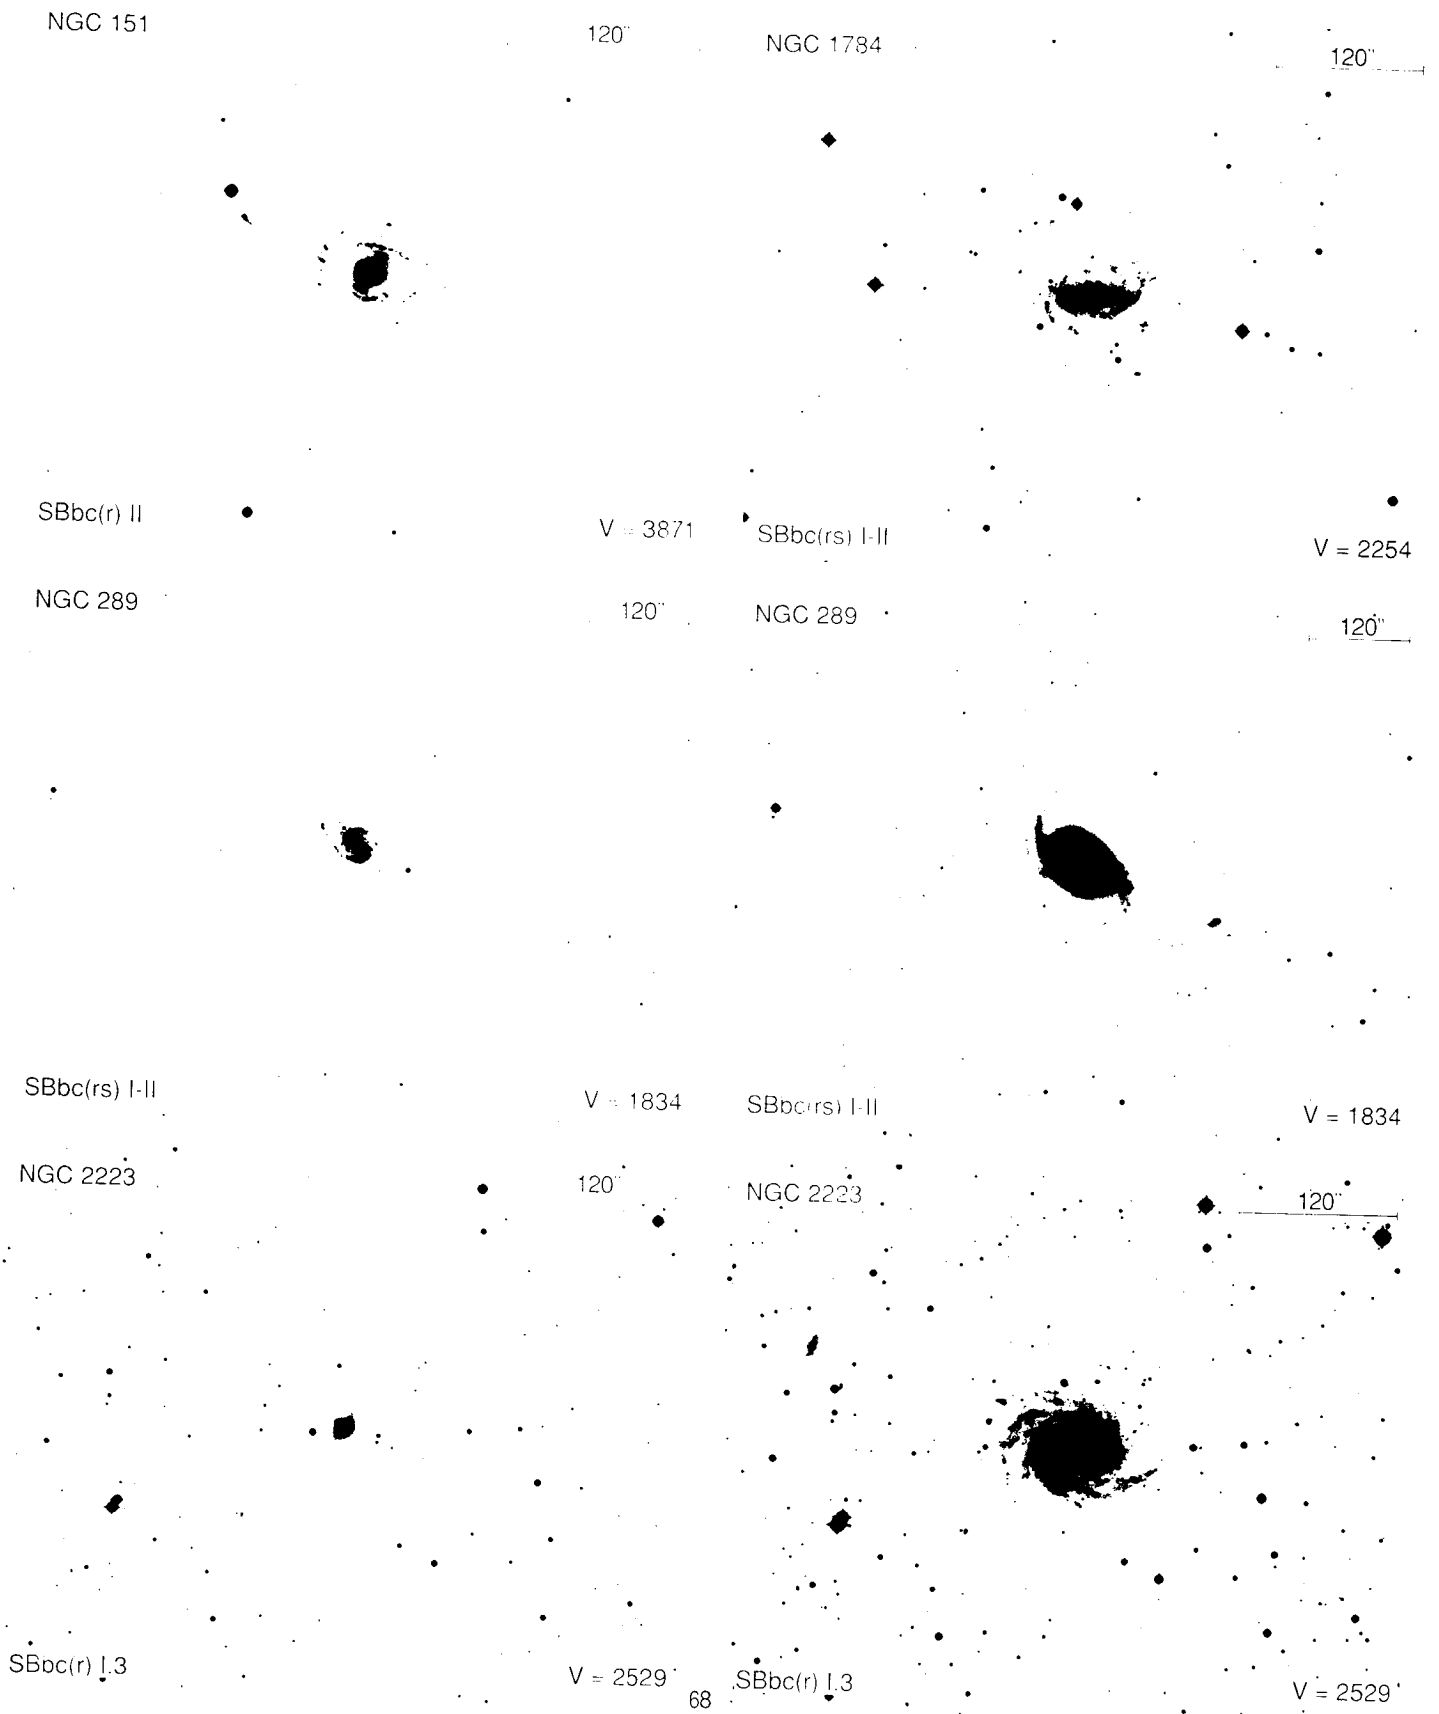 NGC 151
120"
NGC 1784
120"
SBbc(r) II
V = 3871
SBbc(rs) I-II
V = 2254
NGC 289
120"
NGC 289
120"
SBbc(rs) I-II
V = 1834
SBbc(rs) I-II
V = 1834
NGC 2223
120"
NGC 2223
120"
SBbc(r) I.3
V = 2529
SBbc(r) I.3
V = 2529
68